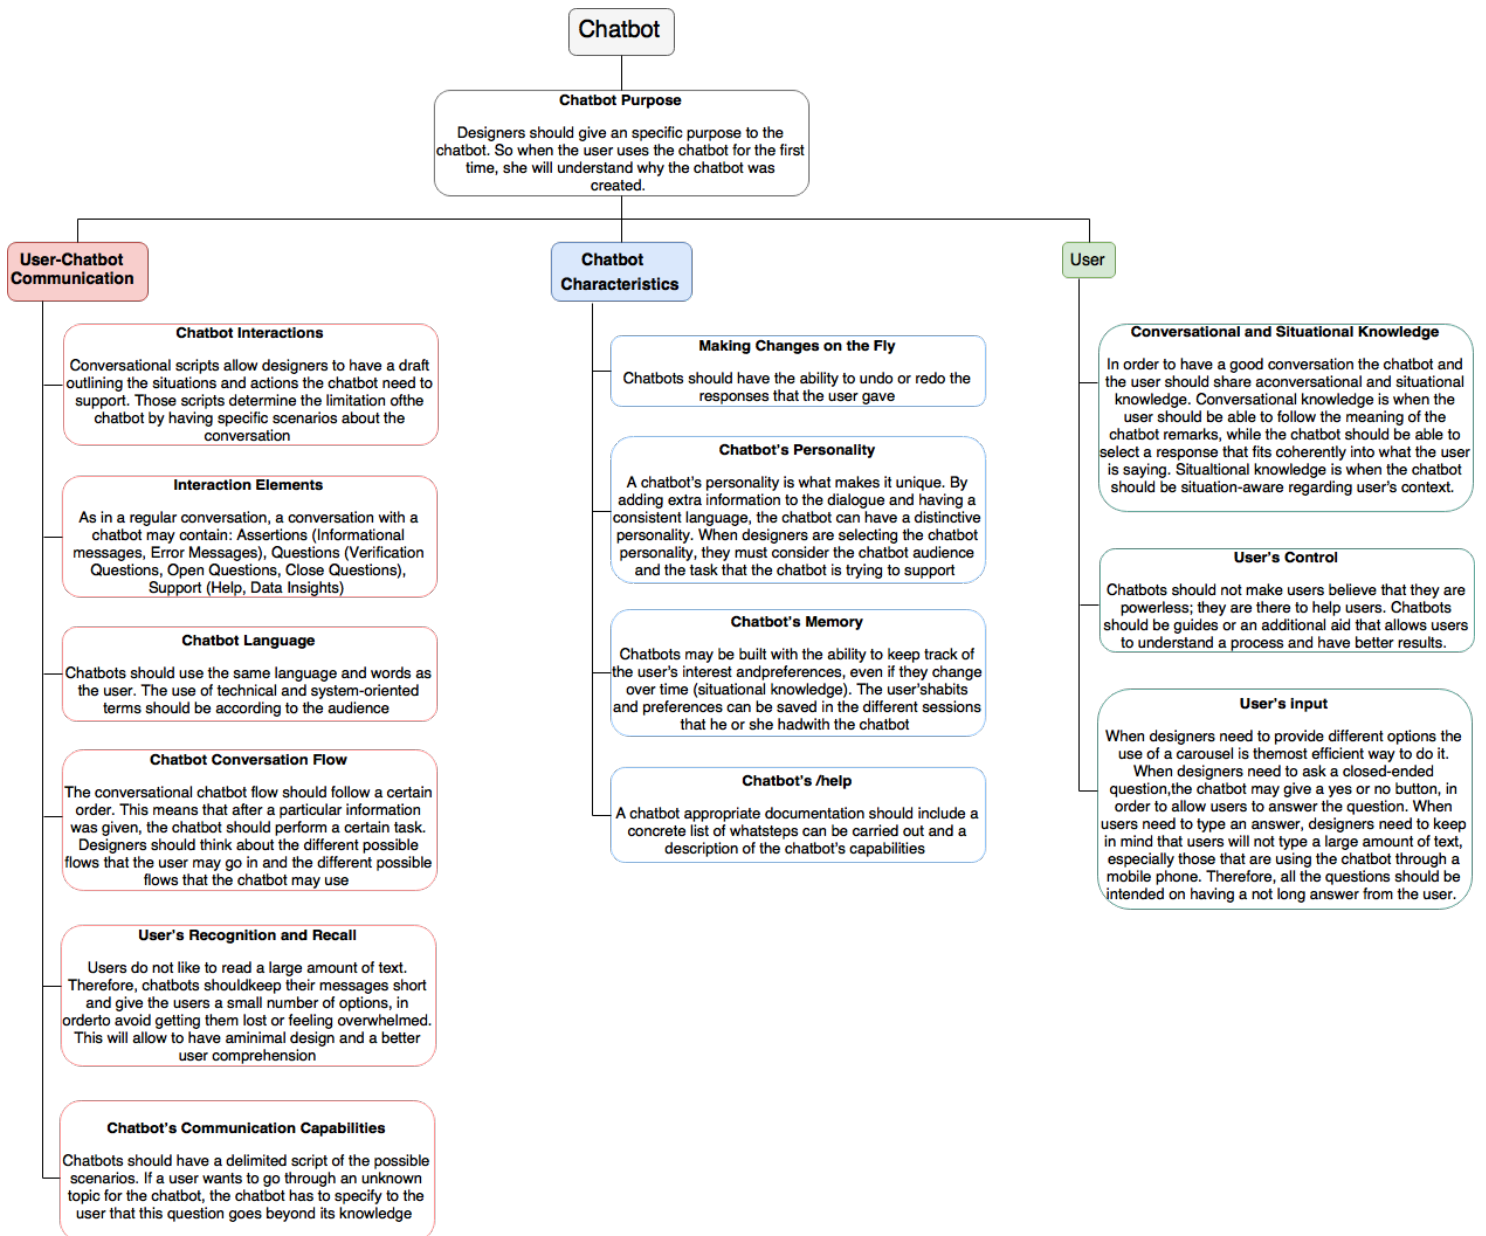 Chatbot
Chatbot Purpose
Designers should give an specific purpose to the
chatbot. So when the user uses the chatbot for the first
time, she will understand why the chatbot was
created.
User-Chatbot
Communication
Chatbot Interactions
Conversational scripts allow designers to have a draft
outlining the situations and actions the chatbot need to
support. Those scripts determine the limitation ofthe
chatbot by having specific scenarios about the
conversation
Interaction Elements
As in a regular conversation, a conversation with a
chatbot may contain: Assertions (Informational
messages, Error Messages), Questions (Verification
Questions, Open Questions, Close Questions),
Support (Help, Data Insights)
Chatbot Language
Chatbots should use the same language and words as
the user. The use of technical and system-oriented
terms should be according to the audience
Chatbot Conversation Flow
The conversational chatbot flow should follow a certain
order. This means that after a particular information
was given, the chatbot should perform a certain task.
Designers should think about the different possible
flows that the user may go in and the different possible
flows that the chatbot may use
User's Recognition and Recall
Users do not like to read a large amount of text.
Therefore, chatbots shouldkeep their messages short
and give the users a small number of options, in
orderto avoid getting them lost or feeling overwhelmed.
This will allow to have aminimal design and a better
user comprehension
Chatbot's Communication Capabilities
Chatbots should have a delimited script of the possible
scenarios. If a user wants to go through an unknown
topic for the chatbot, the chatbot has to specify to the
user that this question goes beyond its knowledge
Chatbot
Characteristics
Making Changes on the Fly
Chatbots should have the ability to undo or redo the
responses that the user gave
Chatbot's Personality
A chatbot's personality is what makes it unique. By
adding extra information to the dialogue and having a
consistent language, the chatbot can have a distinctive
personality. When designers are selecting the chatbot
personality, they must consider the chatbot audience
and the task that the chatbot is trying to support
Chatbot's Memory
Chatbots may be built with the ability to keep track of
the user's interest andpreferences, even if they change
over time (situational knowledge). The user'shabits
and preferences can be saved in the different sessions
that he or she hadwith the chatbot
Chatbot's /help
A chatbot appropriate documentation should include a
concrete list of whatsteps can be carried out and a
description of the chatbot's capabilities
User
Conversational and Situational Knowledge
In order to have a good conversation the chatbot and
the user should share aconversational and situational
knowledge. Conversational knowledge is when the
user should be able to follow the meaning of the
chatbot remarks, while the chatbot should be able to
select a response that fits coherently into what the user
is saying. Situaltional knowledge is when the chatbot
should be situation-aware regarding user's context.
User's Control
Chatbots should not make users believe that they are
powerless; they are there to help users. Chatbots
should be guides or an additional aid that allows users
to understand a process and have better results.
User's input
When designers need to provide different options the
use of a carousel is themost efficient way to do it.
When designers need to ask a closed-ended
question,the chatbot may give a yes or no button, in
order to allow users to answer the question. When
users need to type an answer, designers need to keep
in mind that users will not type a large amount of text,
especially those that are using the chatbot through a
mobile phone. Therefore, all the questions should be
intended on having a not long answer from the user.